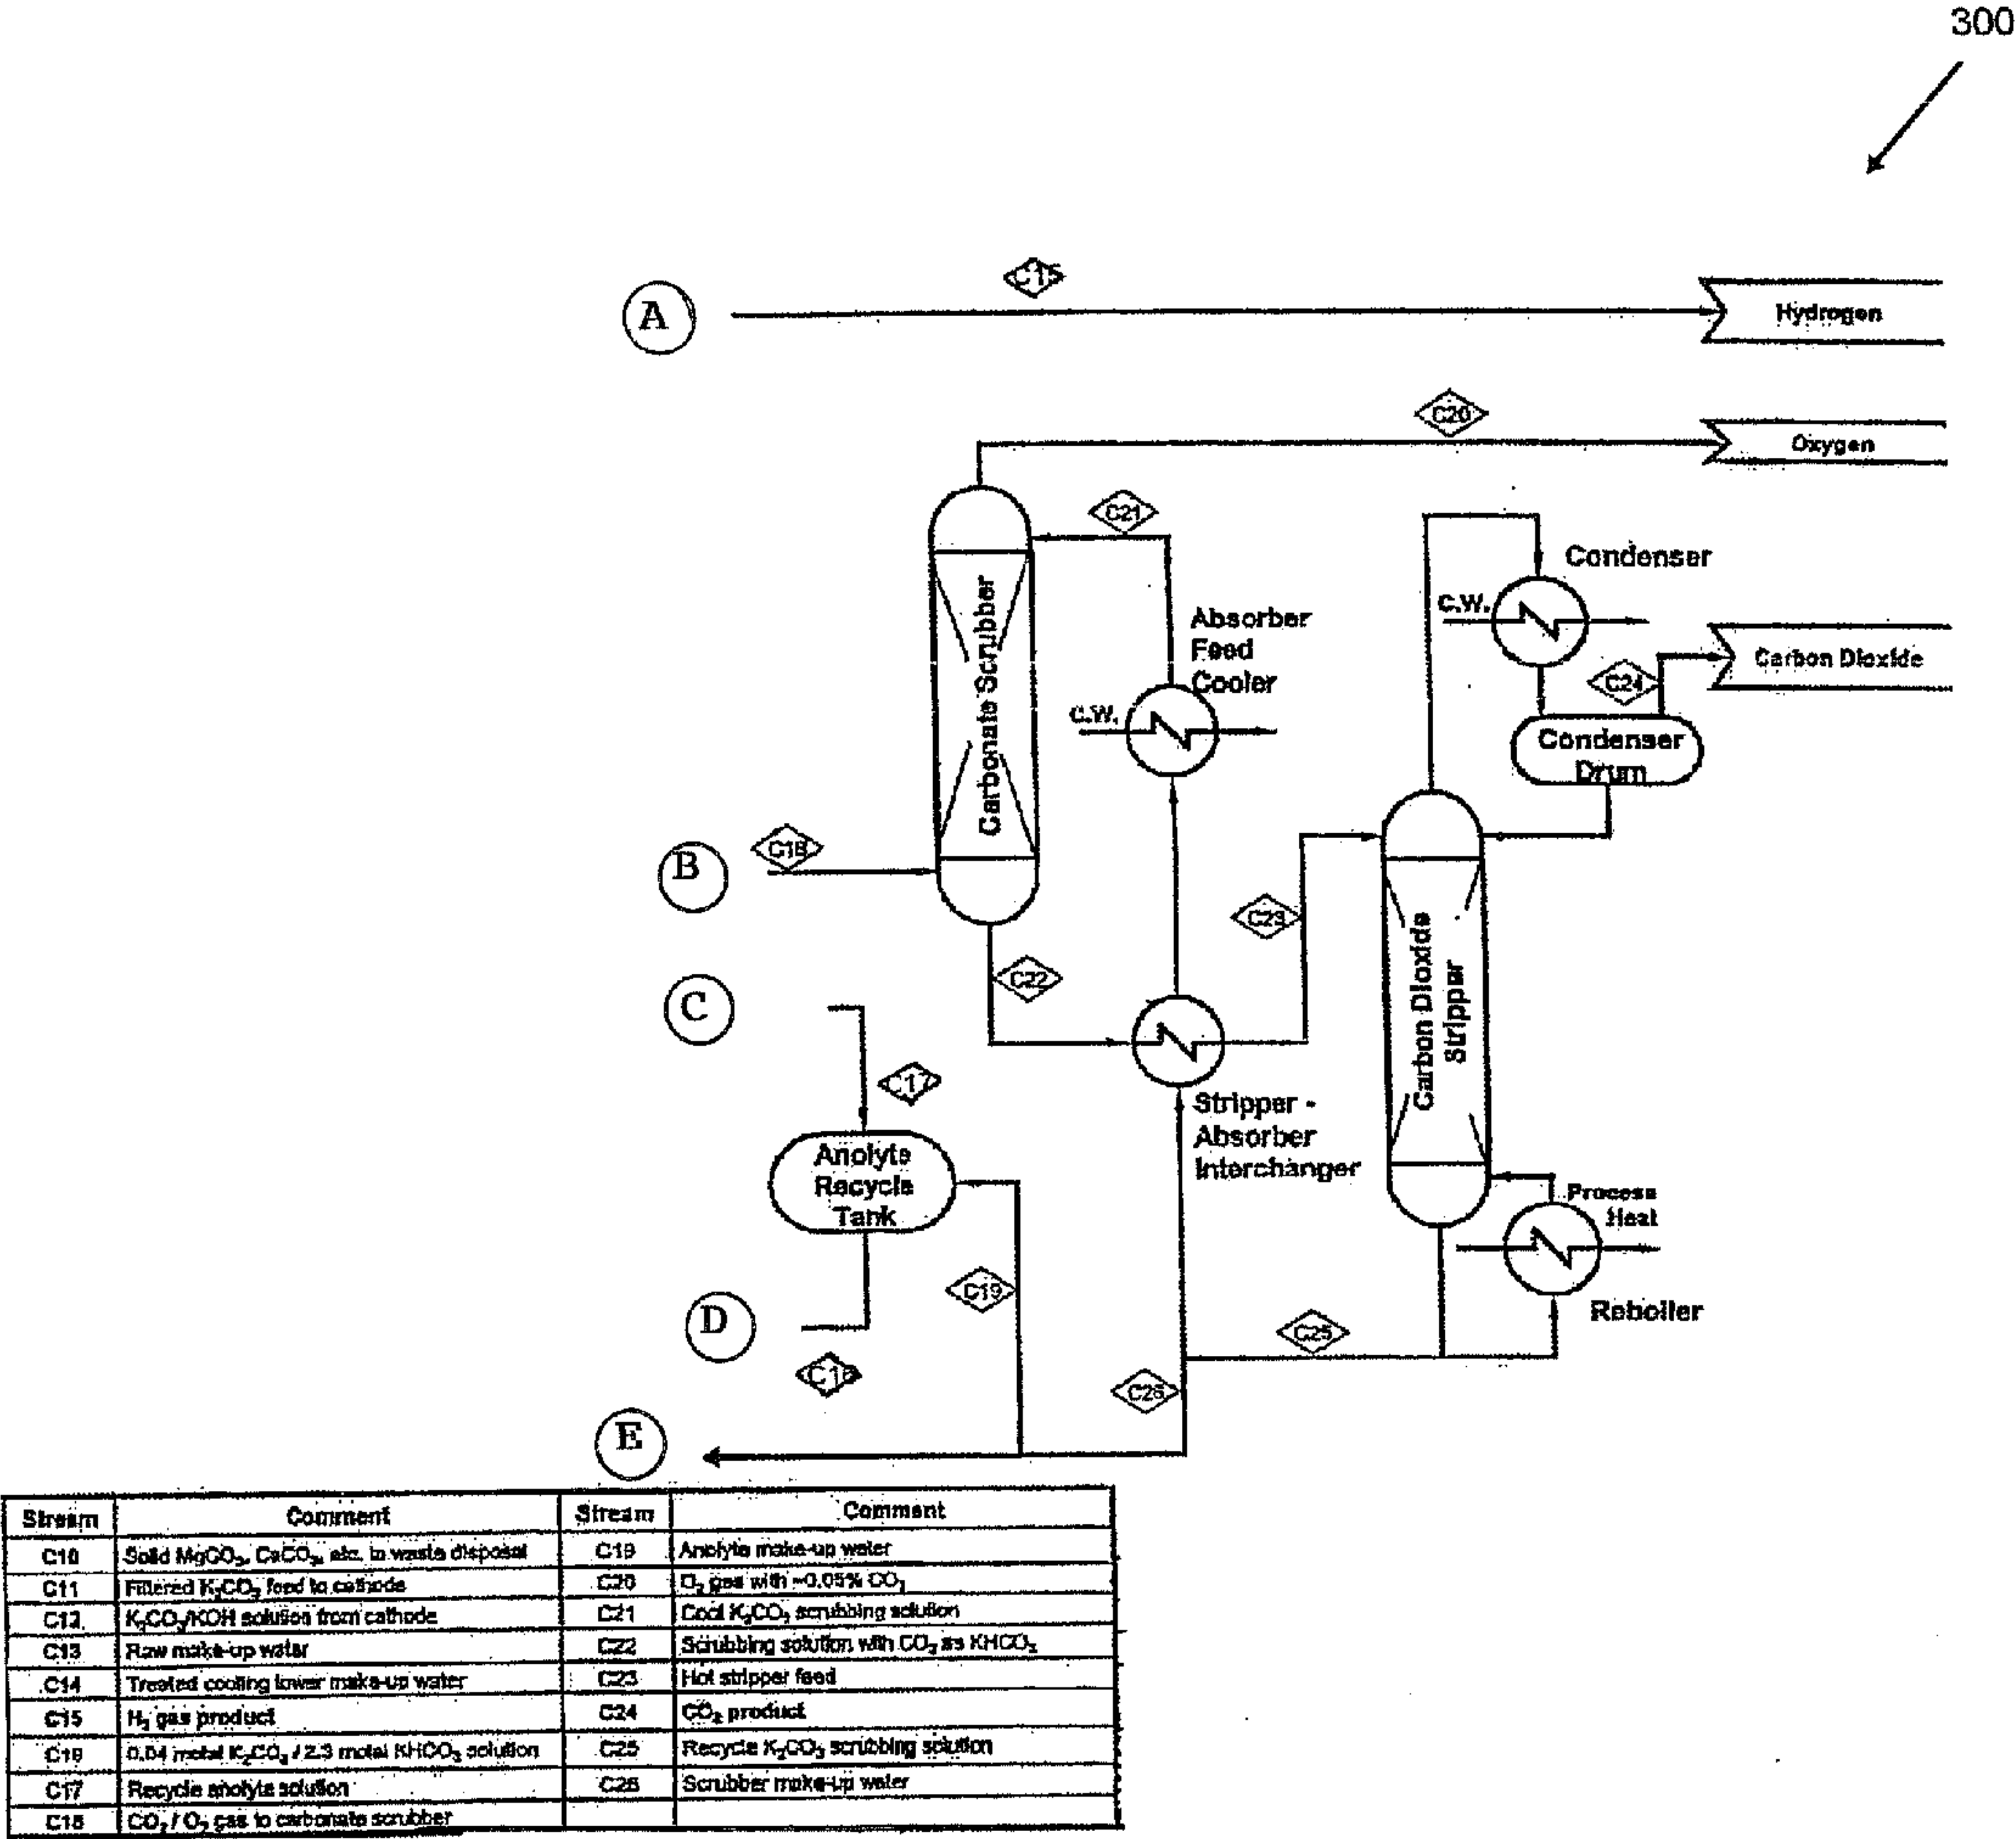 300
C15
A
Hydrogen
C20
Oxygen
C21
Condenser
C.W.
Absorber
Feed
Cooler
C.W.
Carbonate Scrubber
Carbon Dioxide
C24
Condenser
Drum
C18
B
C23
C22
C
Carbon Dioxide
Stripper
C17
Stripper -
Absorber
Interchanger
Anolyte
Recycle
Tank
Process
Heat
C19
D
Reboiler
C25
C16
C26
E
Stream Comment Stream Comment
C10 Solid MgCO₃, CaCO₃, etc. to waste disposal C19 Anolyte make-up water
C11 Filtered K₂CO₃ feed to cathode C20 O₂ gas with ~0.05% CO₂
C12 K₂CO₃/KOH solution from cathode C21 Cool K₂CO₃ scrubbing solution
C13 Raw make-up water C22 Scrubbing solution with CO₂ as KHCO₃
C14 Treated cooling tower make-up water C23 Hot stripper feed
C15 H₂ gas product C24 CO₂ product
C16 0.04 molal K₂CO₃ / 2.3 molal KHCO₃ solution C25 Recycle K₂CO₃ scrubbing solution
C17 Recycle anolyte solution C26 Scrubber make-up water
C18 CO₂ / O₂ gas to carbonate scrubber